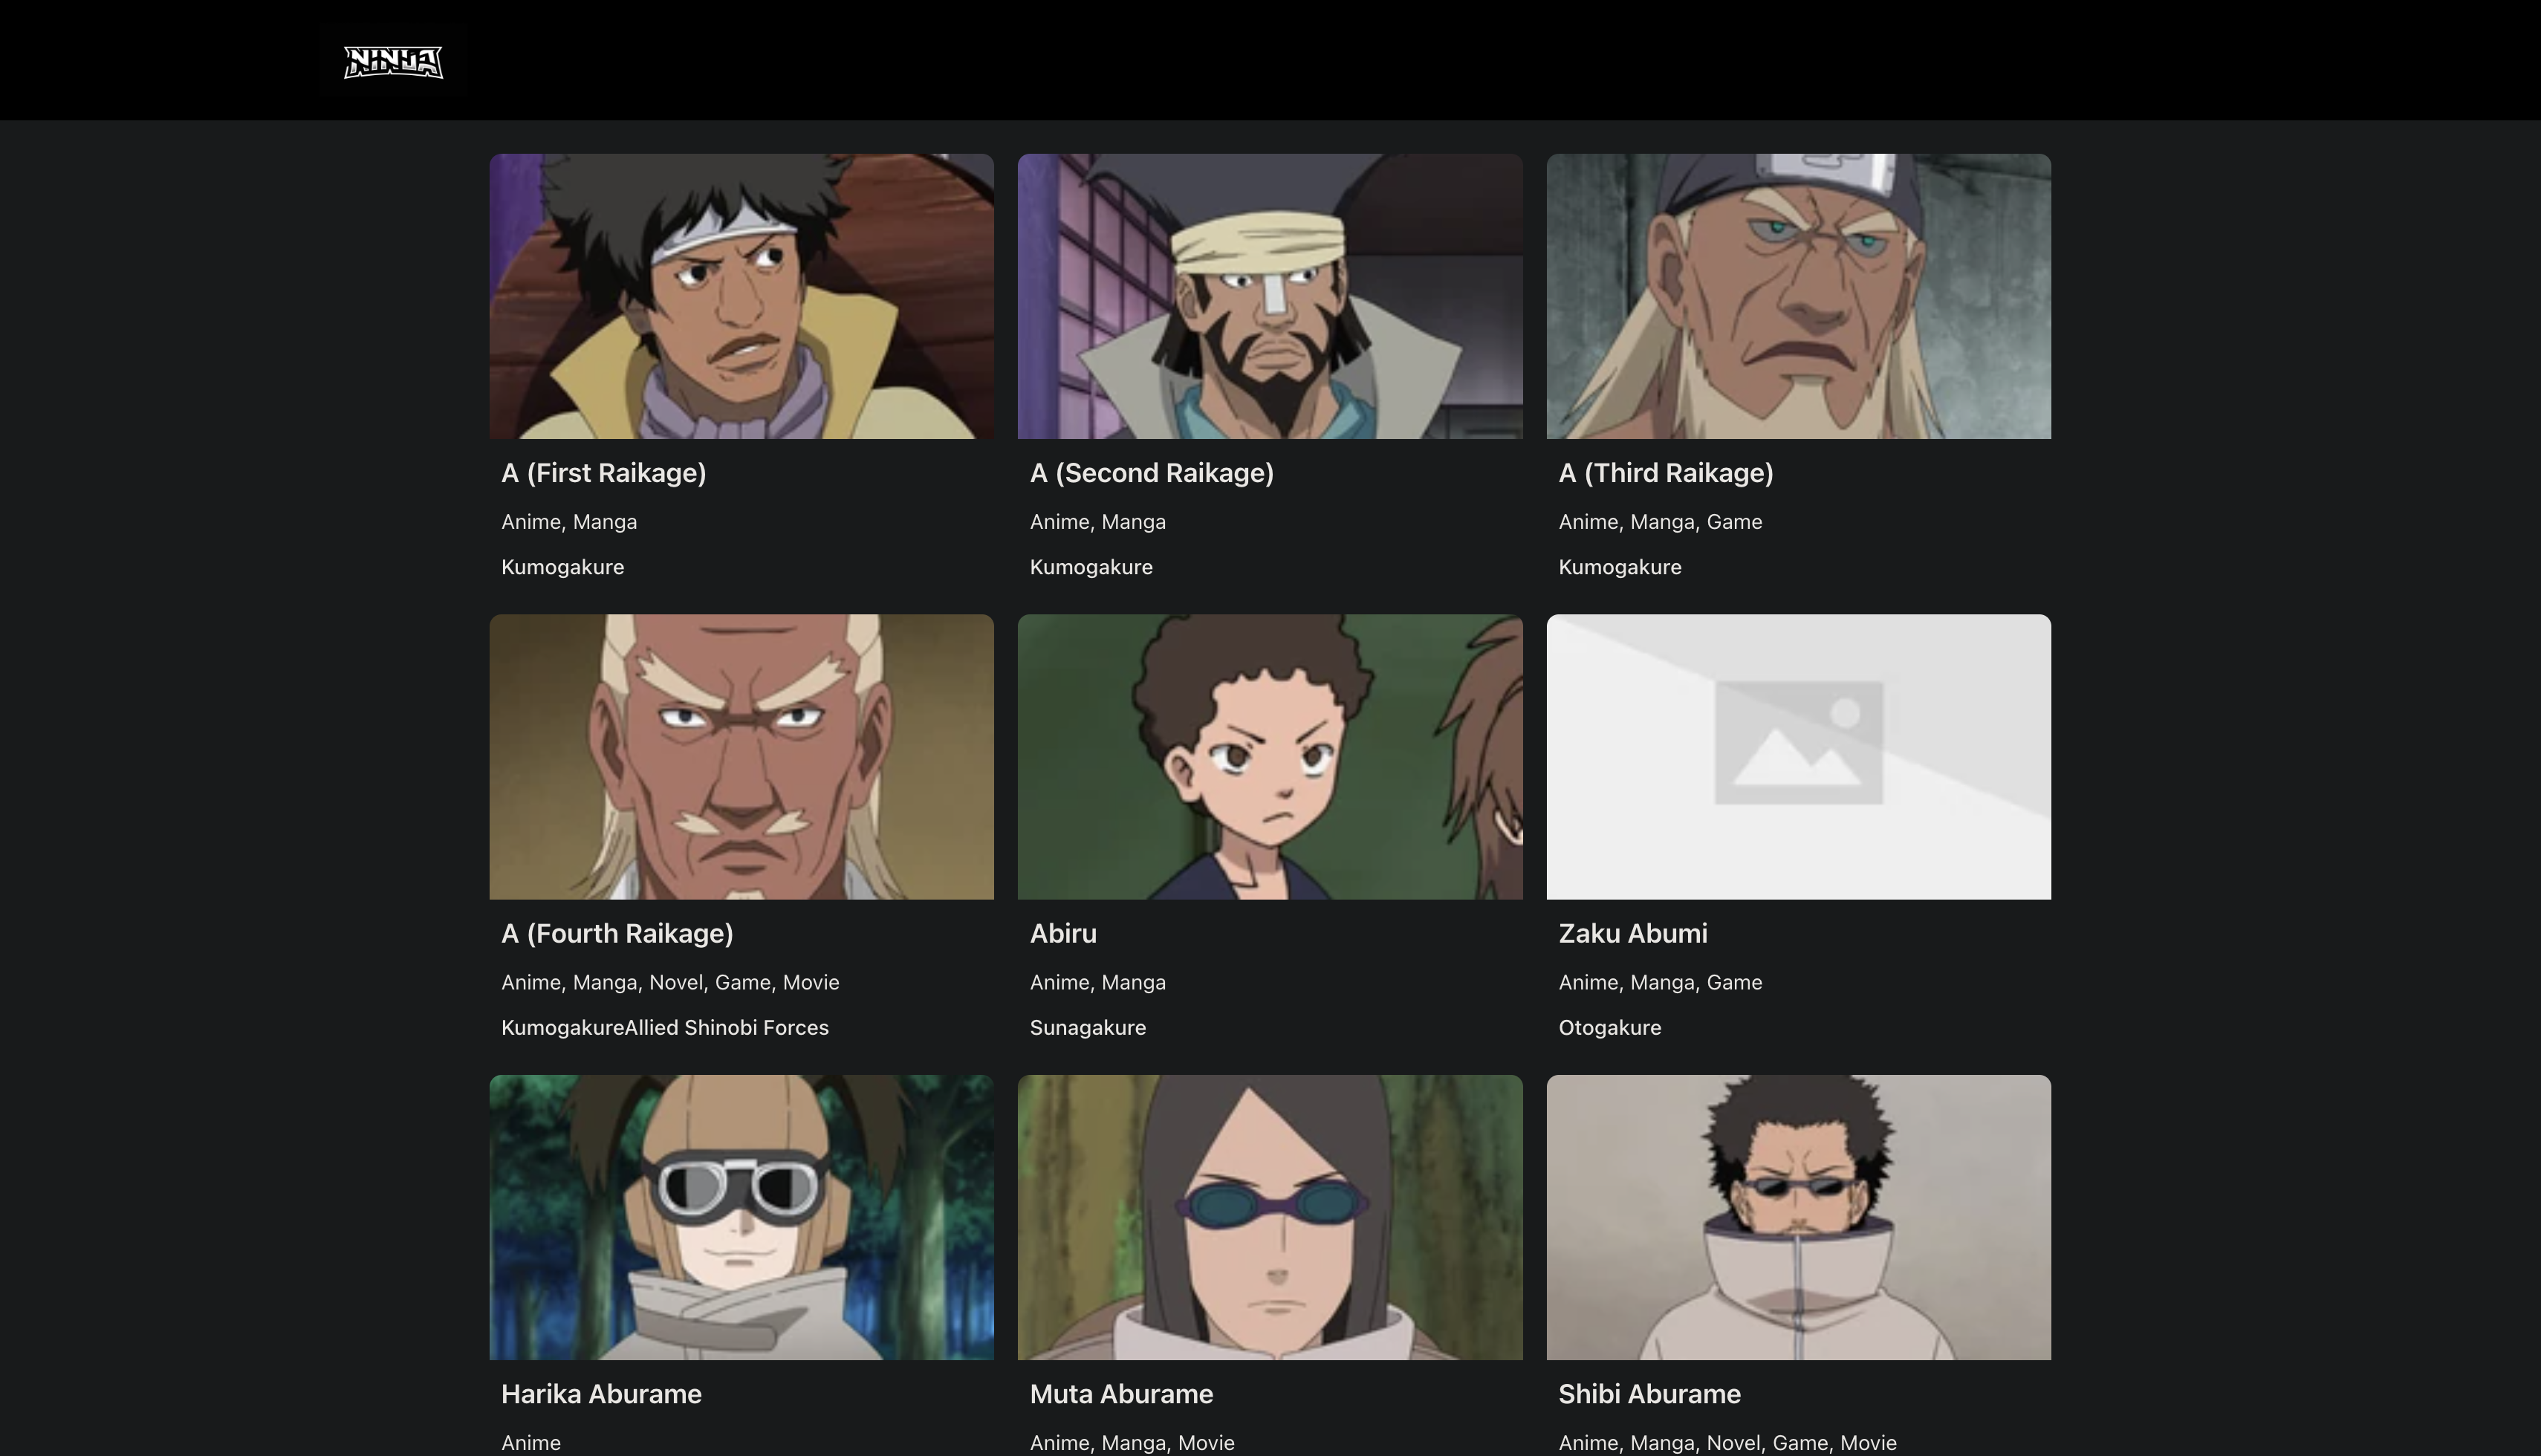 NINJA
A (First Raikage)
Anime, Manga
Kumogakure
A (Second Raikage)
Anime, Manga
Kumogakure
A (Third Raikage)
Anime, Manga, Game
Kumogakure
A (Fourth Raikage)
Anime, Manga, Novel, Game, Movie
KumogakureAllied Shinobi Forces
Abiru
Anime, Manga
Sunagakure
Zaku Abumi
Anime, Manga, Game
Otogakure
Harika Aburame
Anime
Muta Aburame
Anime, Manga, Movie
Shibi Aburame
Anime, Manga, Novel, Game, Movie